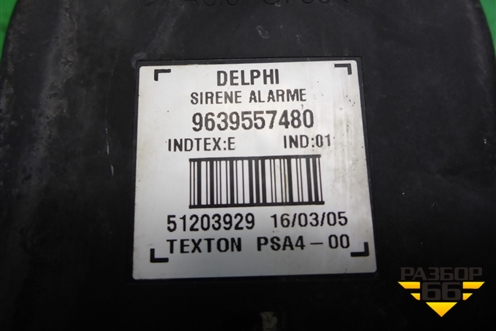 DELPHI
SIRENE ALARME
9639557480
INDTEX:E IND:01
51203929 16/03/05
TEXTON PSA4-00
РАЗБОР
66